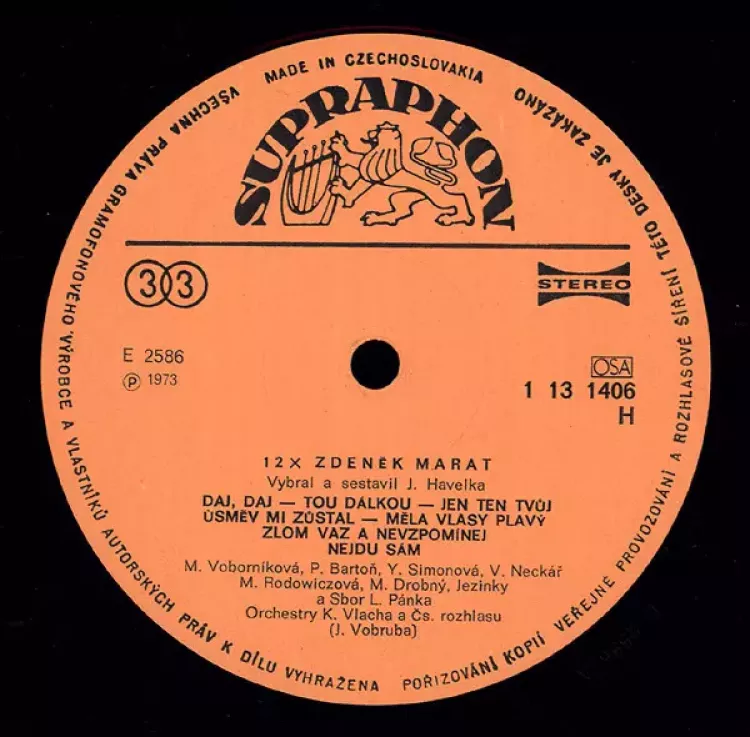 VŠECHNA PRÁVA GRAMOFONOVÉHO VÝROBCE A VLASTNÍKŮ AUTORSKÝCH PRÁV K DÍLU VYHRAŽENA
MADE IN CZECHOSLOVAKIA
POŘIZOVÁNÍ KOPIÍ VEŘEJNÉ PROVOZOVÁNÍ A ROZHLASOVÉ ŠÍŘENÍ TÉTO DESKY JE ZAKÁZÁNO
SUPRAPHON
33
STEREO
E 2586
Ⓟ 1973
OSA
1 13 1406
H
12× ZDENĚK MARAT
Vybral a sestavil J. Havelka
DAJ, DAJ — TOU DÁLKOU — JEN TEN TVŮJ
ÚSMĚV MI ZŮSTAL — MĚLA VLASY PLAVÝ
ZLOM VAZ A NEVZPOMÍNEJ
NEJDU SÁM
M. Voborníková, P. Bartoň, Y. Simonová, V. Neckář
M. Rodowiczová, M. Drobný, Jezinky
a Sbor L. Pánka
Orchestry K. Vlacha a Čs. rozhlasu
(J. Vobruba)